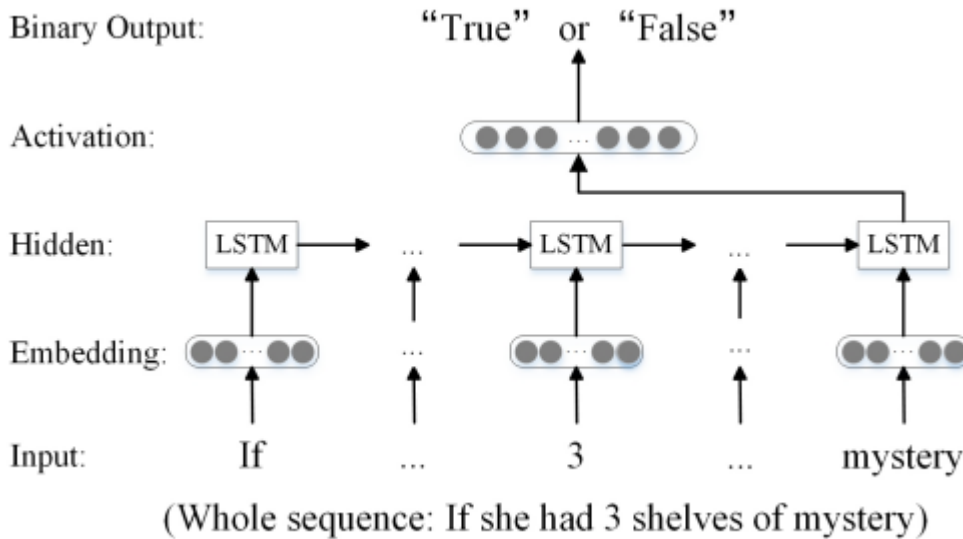 Binary Output: “True” or “False”
Activation: ...
Hidden: LSTM ... LSTM ... LSTM
Embedding: ... ... ... ... ...
Input: If ... 3 ... mystery
(Whole sequence: If she had 3 shelves of mystery)